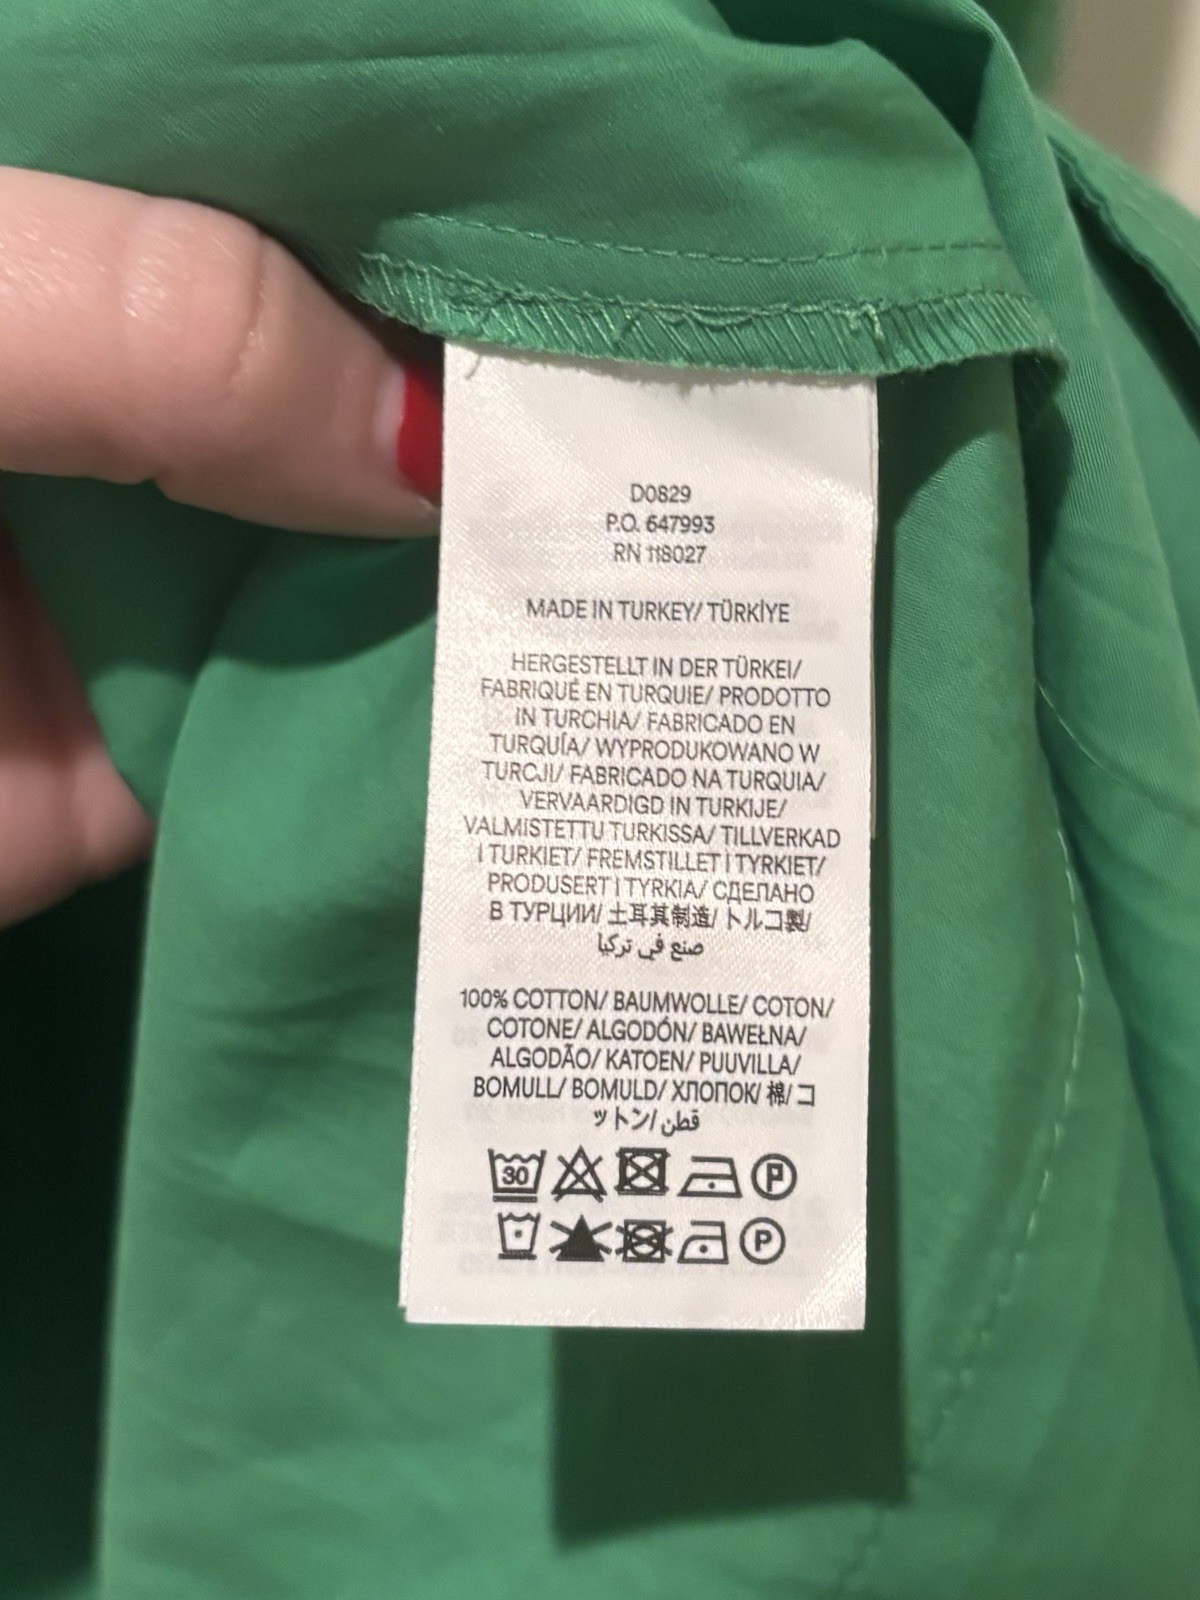 D0829
P.O. 647993
RN 118027
MADE IN TURKEY/ TÜRKİYE
HERGESTELLT IN DER TÜRKEI/
FABRIQUÉ EN TURQUIE/ PRODOTTO
IN TURCHIA/ FABRICADO EN
TURQUÍA/ WYPRODUKOWANO W
TURCJI/ FABRICADO NA TURQUIA/
VERVAARDIGD IN TURKIJE/
VALMISTETTU TURKISSA/ TILLVERKAD
I TURKIET/ FREMSTILLET I TYRKIET/
PRODUSERT I TYRKIA/ СДЕЛАНО
В ТУРЦИИ/ 土耳其制造/ トルコ製/
صنع في تركيا
100% COTTON/ BAUMWOLLE/ COTON/
COTONE/ ALGODÓN/ BAWEŁNA/
ALGODÃO/ KATOEN/ PUUVILLA/
BOMULL/ BOMULD/ ХЛОПОК/ 棉/ コ
ットン/ قطن
30 P
P